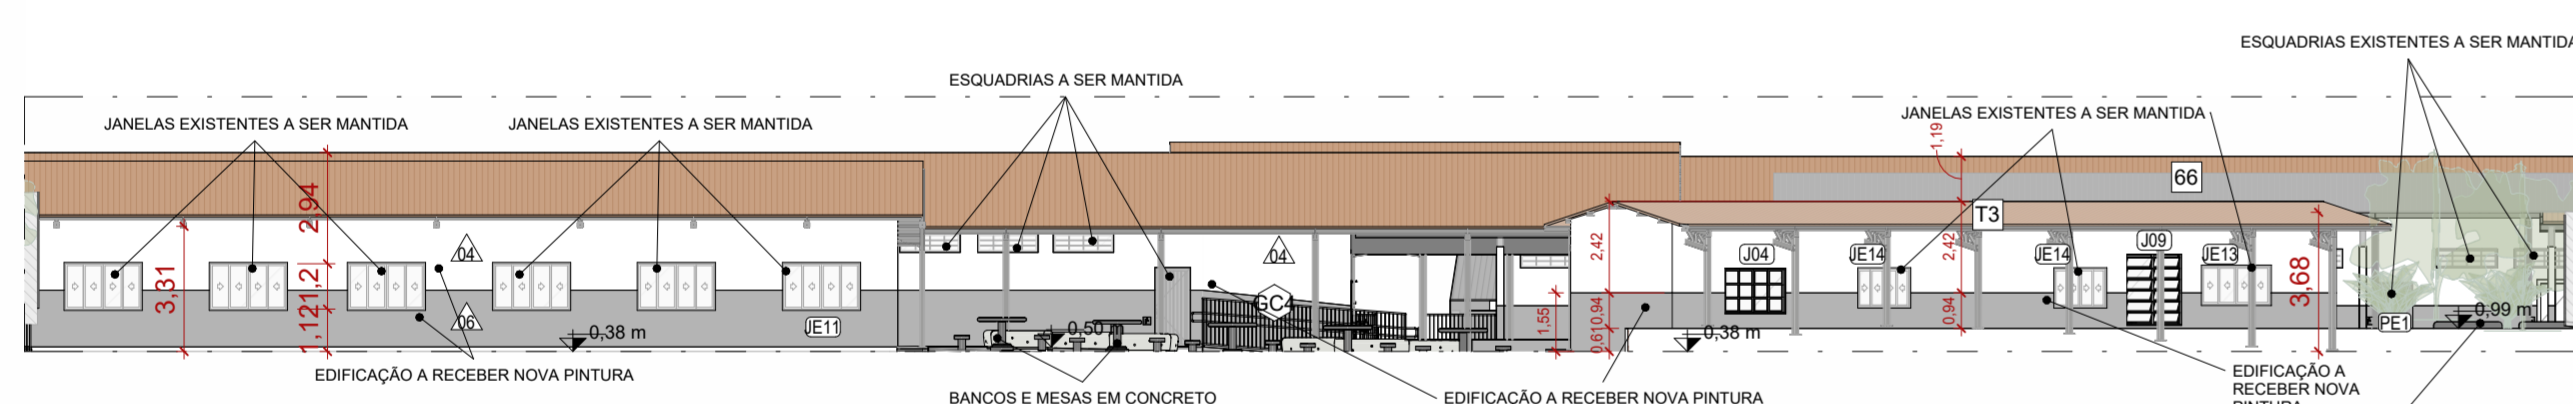 ESQUADRIAS EXISTENTES A SER MANTIDA
ESQUADRIAS A SER MANTIDA
JANELAS EXISTENTES A SER MANTIDA
JANELAS EXISTENTES A SER MANTIDA
JANELAS EXISTENTES A SER MANTIDA
1,19
66
2,94
T3
04
04
2,42
J04
JE14
2,42
JE14
J09
JE13
3,31
1,2
3,68
06
GC4
1,12
JE11
0,38 m
0,50
1,55
0,94
0,61
0,38 m
0,94
PE1
0,99 m
EDIFICAÇÃO A RECEBER NOVA PINTURA
BANCOS E MESAS EM CONCRETO
EDIFICAÇÃO A RECEBER NOVA PINTURA
EDIFICAÇÃO A
RECEBER NOVA
PINTURA